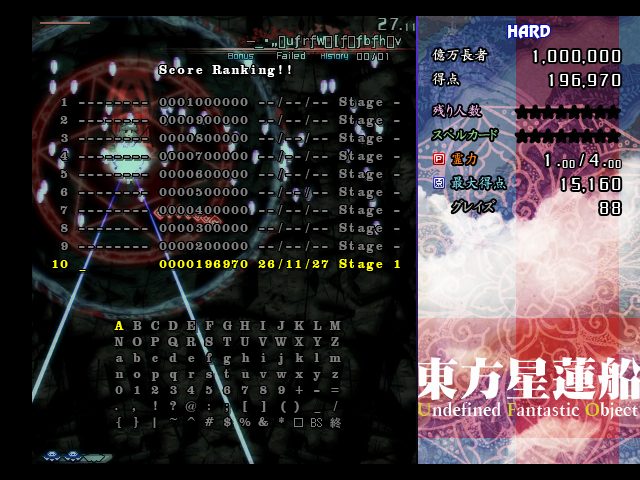 27.11
Bonus Failed History 00/01
Score Ranking!!
1 -------- 0001000000 --/--/-- Stage -
2 -------- 0000900000 --/--/-- Stage -
3 -------- 0000800000 --/--/-- Stage -
4 -------- 0000700000 --/--/-- Stage -
5 -------- 0000600000 --/--/-- Stage -
6 -------- 0000500000 --/--/-- Stage -
7 -------- 0000400000 --/--/-- Stage -
8 -------- 0000300000 --/--/-- Stage -
9 -------- 0000200000 --/--/-- Stage -
10 _ 0000196970 26/11/27 Stage 1
A B C D E F G H I J K L M
N O P Q R S T U V W X Y Z
a b c d e f g h i j k l m
n o p q r s t u v w x y z
0 1 2 3 4 5 6 7 8 9 + - =
. , ! ? @ : ; [ ] ( ) _ /
{ } | ~ ^ # $ % & * □ BS 終
HARD
億万長者 1,000,000
得点 196,970
残り人数
スペルカード
P 霊力 1.00/4.00
点 最大得点 15,160
グレイズ 88
東方星蓮船
Undefined Fantastic Object